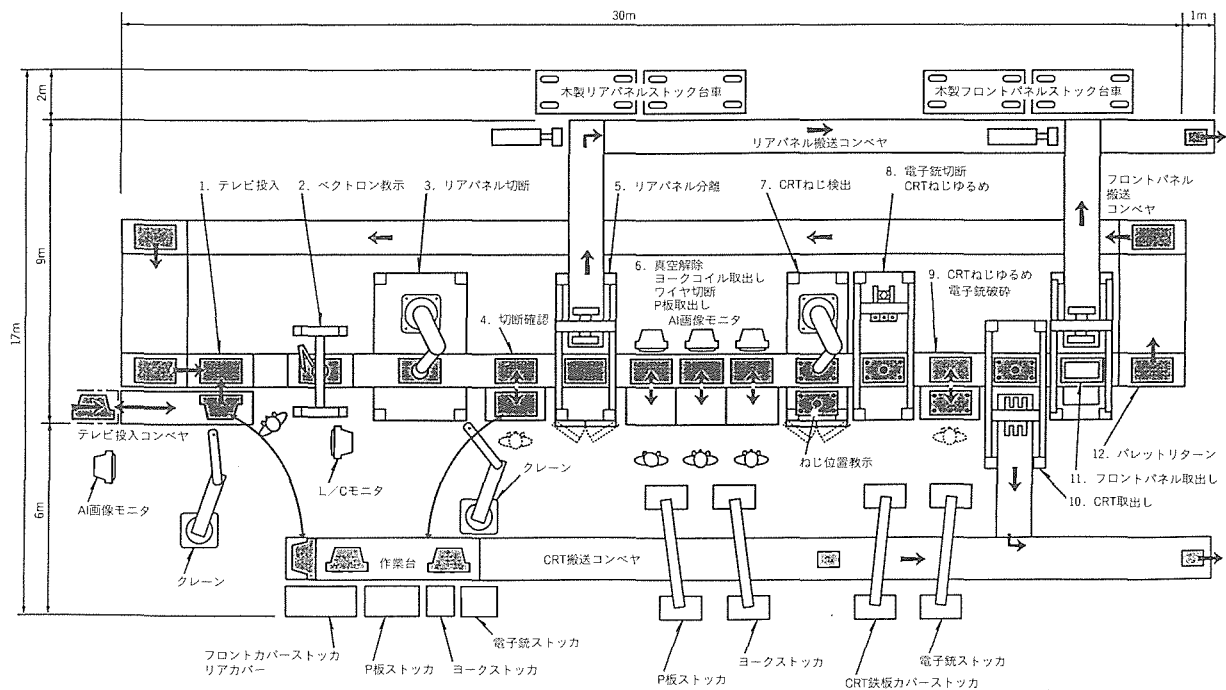 30m
1m
17m
2m
9m
6m
木製リアパネルストック台車
木製フロントパネルストック台車
リアパネル搬送コンベヤ
フロントパネル
搬送
コンベヤ
1. テレビ投入
2. ベクトロン教示
3. リアパネル切断
4. 切断確認
5. リアパネル分離
6. 真空解除
ヨークコイル取出し
ワイヤ切断
P板取出し
AI画像モニタ
7. CRTねじ検出
8. 電子銃切断
CRTねじゆるめ
9. CRTねじゆるめ
電子銃破砕
テレビ投入コンベヤ
AI画像モニタ
クレーン
L/Cモニタ
クレーン
ねじ位置教示
12. パレットリターン
11. フロントパネル取出し
10. CRT取出し
作業台
CRT搬送コンベヤ
フロントカバーストッカ
リアカバー
P板ストッカ
ヨークストッカ
電子銃ストッカ
P板ストッカ
ヨークストッカ
CRT鉄板カバーストッカ
電子銃ストッカ